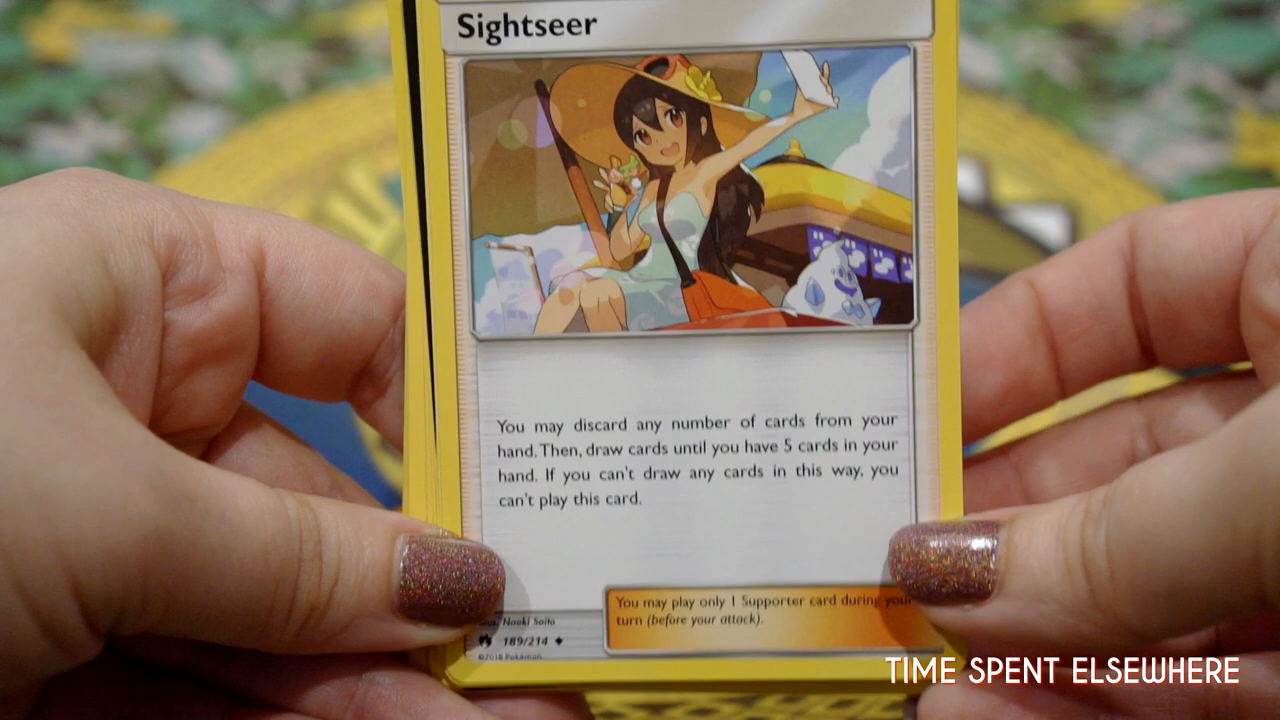 Sightseer
You may discard any number of cards from your
hand. Then, draw cards until you have 5 cards in your
hand. If you can't draw any cards in this way, you
can't play this card.
You may play only 1 Supporter card during your
turn (before your attack).
Illus. Naoki Saito
189/214
©2018 Pokémon
TIME SPENT ELSEWHERE